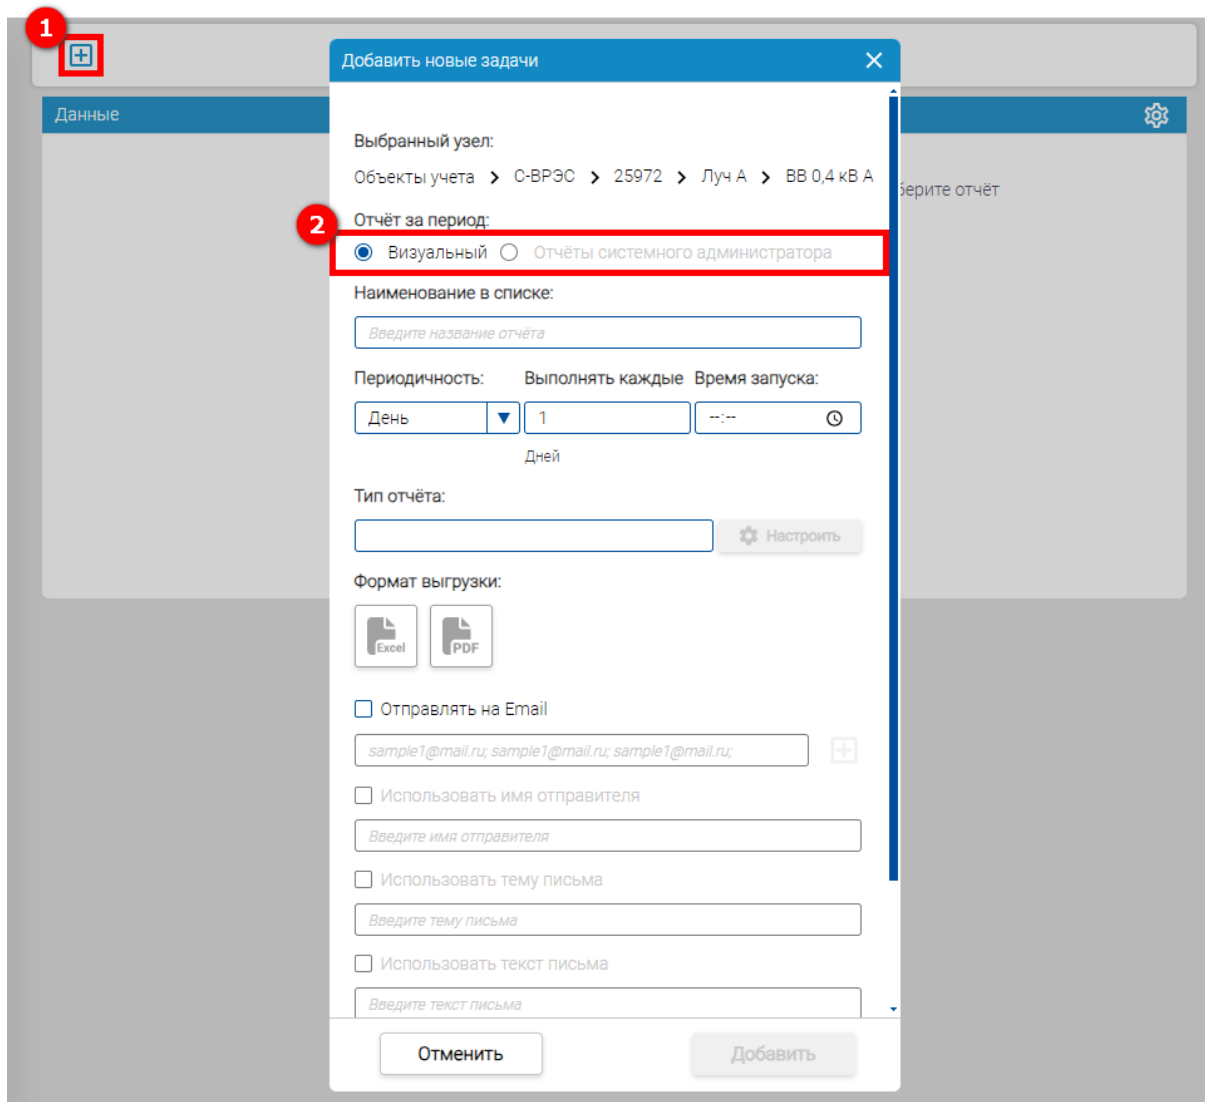 1
Добавить новые задачи
Данные
Выбранный узел:
Объекты учета > С-ВРЭС > 25972 > Луч А > ВВ 0,4 кВ А
берите отчёт
2
Отчёт за период:
Визуальный Отчёты системного администратора
Наименование в списке:
Введите название отчёта
Периодичность: Выполнять каждые Время запуска:
День 1 --:--
Дней
Тип отчёта:
Настроить
Формат выгрузки:
Excel PDF
Отправлять на Email
sample1@mail.ru; sample1@mail.ru; sample1@mail.ru;
Использовать имя отправителя
Введите имя отправителя
Использовать тему письма
Введите тему письма
Использовать текст письма
Введите текст письма
Отменить Добавить